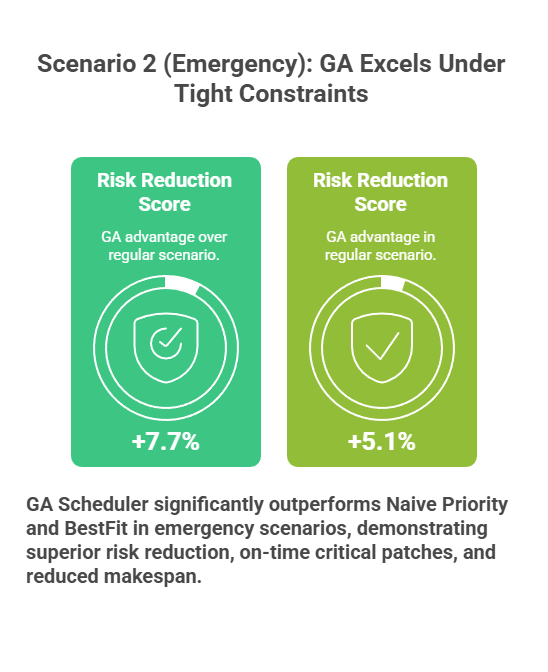 Scenario 2 (Emergency): GA Excels Under
Tight Constraints
Risk Reduction
Score
GA advantage over
regular scenario.
+7.7%
Risk Reduction
Score
GA advantage in
regular scenario.
+5.1%
GA Scheduler significantly outperforms Naive Priority
and BestFit in emergency scenarios, demonstrating
superior risk reduction, on-time critical patches, and
reduced makespan.